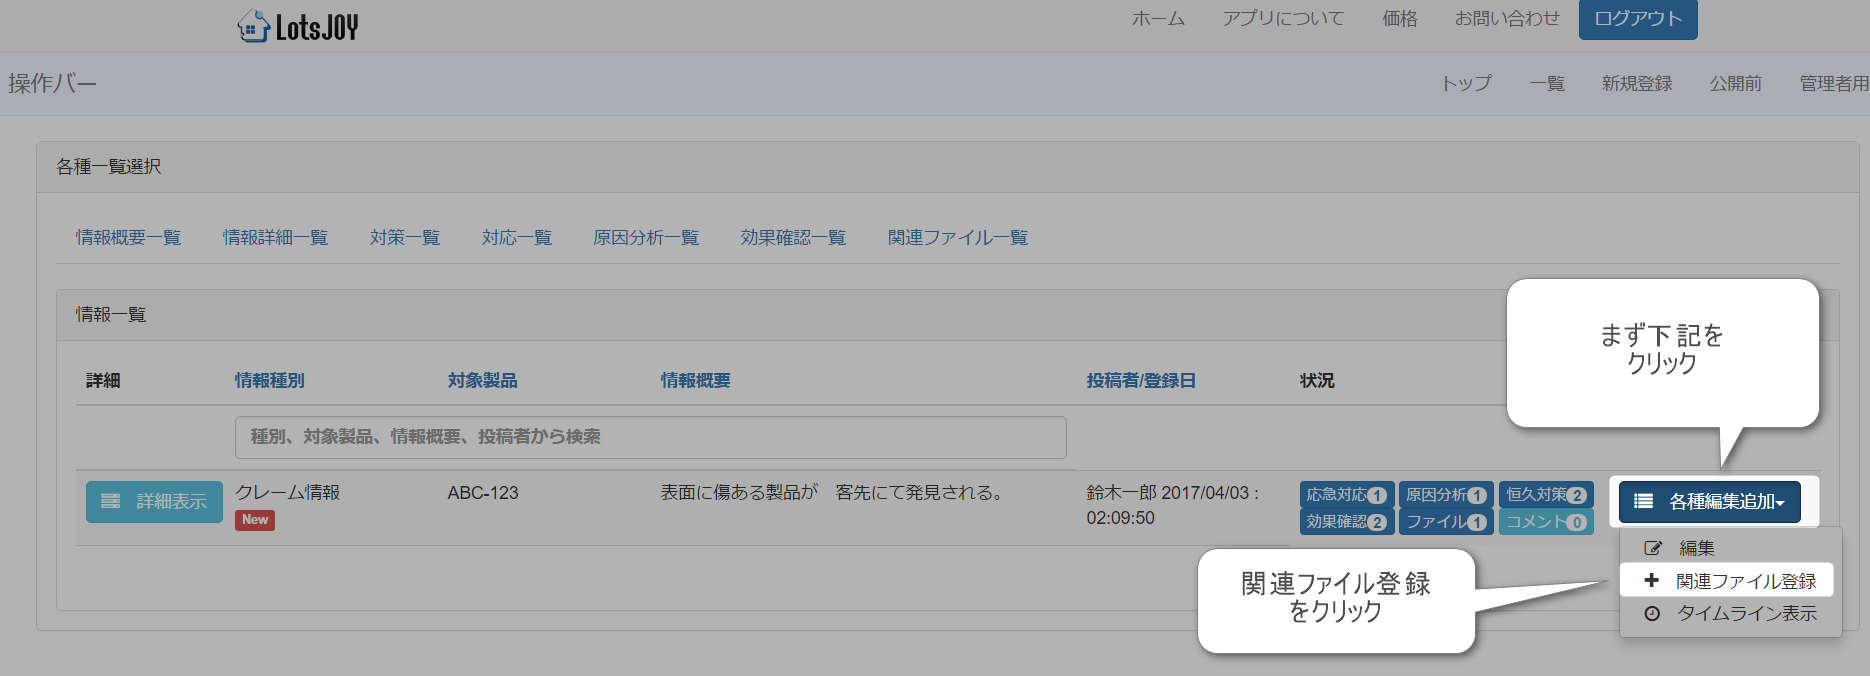 LotsJOY
ホーム アプリについて 価格 お問い合わせ ログアウト
操作バー トップ 一覧 新規登録 公開前 管理者用
各種一覧選択
情報概要一覧 情報詳細一覧 対策一覧 対応一覧 原因分析一覧 効果確認一覧 関連ファイル一覧
情報一覧
まず下記を
クリック
詳細 情報種別 対象製品 情報概要 投稿者/登録日 状況
種別、対象製品、情報概要、投稿者から検索
詳細表示 クレーム情報 ABC-123 表面に傷ある製品が 客先にて発見される。 鈴木一郎 2017/04/03 : 応急対応 1 原因分析 1 恒久対策 2 各種編集追加
New 02:09:50 効果確認 2 ファイル 1 コメント 0
編集
関連ファイル登録
タイムライン表示
関連ファイル登録
をクリック